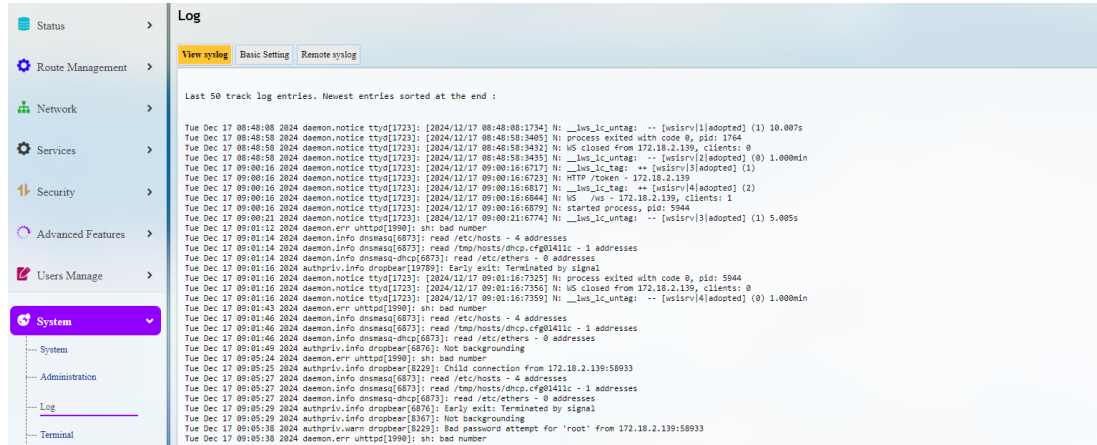 Log
Status
Route Management
Network
Services
Security
Advanced Features
Users Manage
System
System
Administration
Log
Terminal
View syslog Basic Setting Remote syslog
Last 50 track log entries. Newest entries sorted at the end :
Tue Dec 17 08:48:08 2024 daemon.notice ttyd[1723]: [2024/12/17 08:48:08:1734] N: __lws_lc_untag:  -- [wsisrv|1|adopted] (1) 10.007s
Tue Dec 17 08:48:58 2024 daemon.notice ttyd[1723]: [2024/12/17 08:48:58:3405] N: process exited with code 0, pid: 1764
Tue Dec 17 08:48:58 2024 daemon.notice ttyd[1723]: [2024/12/17 08:48:58:3432] N: WS closed from 172.18.2.139, clients: 0
Tue Dec 17 08:48:58 2024 daemon.notice ttyd[1723]: [2024/12/17 08:48:58:3435] N: __lws_lc_untag:  -- [wsisrv|2|adopted] (0) 1.000min
Tue Dec 17 09:00:16 2024 daemon.notice ttyd[1723]: [2024/12/17 09:00:16:6717] N: __lws_lc_tag:  ++ [wsisrv|3|adopted] (1)
Tue Dec 17 09:00:16 2024 daemon.notice ttyd[1723]: [2024/12/17 09:00:16:6723] N: HTTP /token - 172.18.2.139
Tue Dec 17 09:00:16 2024 daemon.notice ttyd[1723]: [2024/12/17 09:00:16:6817] N: __lws_lc_tag:  ++ [wsisrv|4|adopted] (2)
Tue Dec 17 09:00:16 2024 daemon.notice ttyd[1723]: [2024/12/17 09:00:16:6844] N: WS   /ws - 172.18.2.139, clients: 1
Tue Dec 17 09:00:16 2024 daemon.notice ttyd[1723]: [2024/12/17 09:00:16:6879] N: started process, pid: 5944
Tue Dec 17 09:00:21 2024 daemon.notice ttyd[1723]: [2024/12/17 09:00:21:6774] N: __lws_lc_untag:  -- [wsisrv|3|adopted] (1) 5.005s
Tue Dec 17 09:01:12 2024 daemon.err uhttpd[1990]: sh: bad number
Tue Dec 17 09:01:14 2024 daemon.info dnsmasq[6873]: read /etc/hosts - 4 addresses
Tue Dec 17 09:01:14 2024 daemon.info dnsmasq[6873]: read /tmp/hosts/dhcp.cfg01411c - 1 addresses
Tue Dec 17 09:01:14 2024 daemon.info dnsmasq-dhcp[6873]: read /etc/ethers - 0 addresses
Tue Dec 17 09:01:16 2024 authpriv.info dropbear[19789]: Early exit: Terminated by signal
Tue Dec 17 09:01:16 2024 daemon.notice ttyd[1723]: [2024/12/17 09:01:16:7325] N: process exited with code 0, pid: 5944
Tue Dec 17 09:01:16 2024 daemon.notice ttyd[1723]: [2024/12/17 09:01:16:7356] N: WS closed from 172.18.2.139, clients: 0
Tue Dec 17 09:01:16 2024 daemon.notice ttyd[1723]: [2024/12/17 09:01:16:7359] N: __lws_lc_untag:  -- [wsisrv|4|adopted] (0) 1.000min
Tue Dec 17 09:01:43 2024 daemon.err uhttpd[1990]: sh: bad number
Tue Dec 17 09:01:46 2024 daemon.info dnsmasq[6873]: read /etc/hosts - 4 addresses
Tue Dec 17 09:01:46 2024 daemon.info dnsmasq[6873]: read /tmp/hosts/dhcp.cfg01411c - 1 addresses
Tue Dec 17 09:01:46 2024 daemon.info dnsmasq-dhcp[6873]: read /etc/ethers - 0 addresses
Tue Dec 17 09:01:49 2024 authpriv.info dropbear[6876]: Not backgrounding
Tue Dec 17 09:05:24 2024 daemon.err uhttpd[1990]: sh: bad number
Tue Dec 17 09:05:25 2024 authpriv.info dropbear[8229]: Child connection from 172.18.2.139:58933
Tue Dec 17 09:05:27 2024 daemon.info dnsmasq[6873]: read /etc/hosts - 4 addresses
Tue Dec 17 09:05:27 2024 daemon.info dnsmasq[6873]: read /tmp/hosts/dhcp.cfg01411c - 1 addresses
Tue Dec 17 09:05:27 2024 daemon.info dnsmasq-dhcp[6873]: read /etc/ethers - 0 addresses
Tue Dec 17 09:05:29 2024 authpriv.info dropbear[6876]: Early exit: Terminated by signal
Tue Dec 17 09:05:29 2024 authpriv.info dropbear[8367]: Not backgrounding
Tue Dec 17 09:05:38 2024 authpriv.warn dropbear[8229]: Bad password attempt for 'root' from 172.18.2.139:58933
Tue Dec 17 09:05:38 2024 daemon.err uhttpd[1990]: sh: bad number